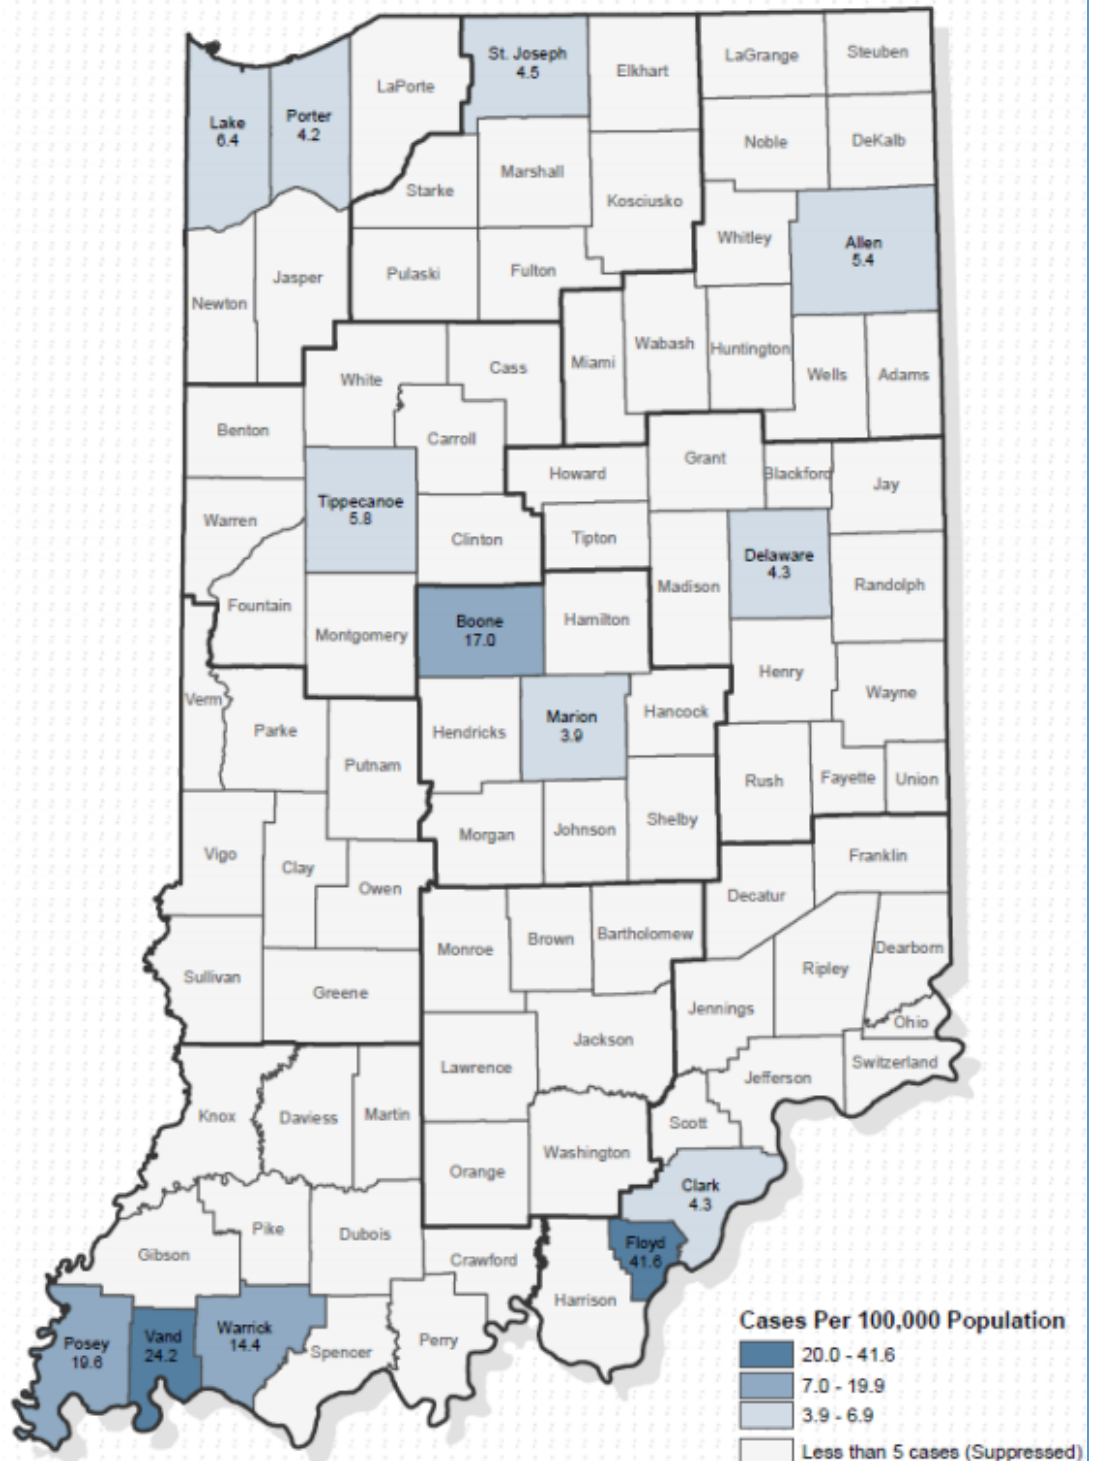 St. Joseph
4.5
Elkhart
LaGrange
Steuben
LaPorte
Lake
6.4
Porter
4.2
Noble
DeKalb
Starke
Marshall
Kosciusko
Whitley
Allen
5.4
Newton
Jasper
Pulaski
Fulton
Miami
Wabash
Huntington
Wells
Adams
White
Cass
Benton
Carroll
Howard
Grant
Blackford
Jay
Warren
Tippecanoe
5.8
Clinton
Tipton
Madison
Delaware
4.3
Randolph
Fountain
Montgomery
Boone
17.0
Hamilton
Henry
Wayne
Verm
Parke
Putnam
Hendricks
Marion
3.9
Hancock
Rush
Fayette
Union
Vigo
Clay
Owen
Morgan
Johnson
Shelby
Franklin
Decatur
Sullivan
Greene
Monroe
Brown
Bartholomew
Ripley
Dearborn
Jennings
Ohio
Lawrence
Jackson
Jefferson
Switzerland
Knox
Daviess
Martin
Scott
Orange
Washington
Clark
4.3
Gibson
Pike
Dubois
Crawford
Floyd
41.6
Harrison
Posey
19.6
Vand
24.2
Warrick
14.4
Spencer
Perry
Cases Per 100,000 Population
20.0 - 41.6
7.0 - 19.9
3.9 - 6.9
Less than 5 cases (Suppressed)